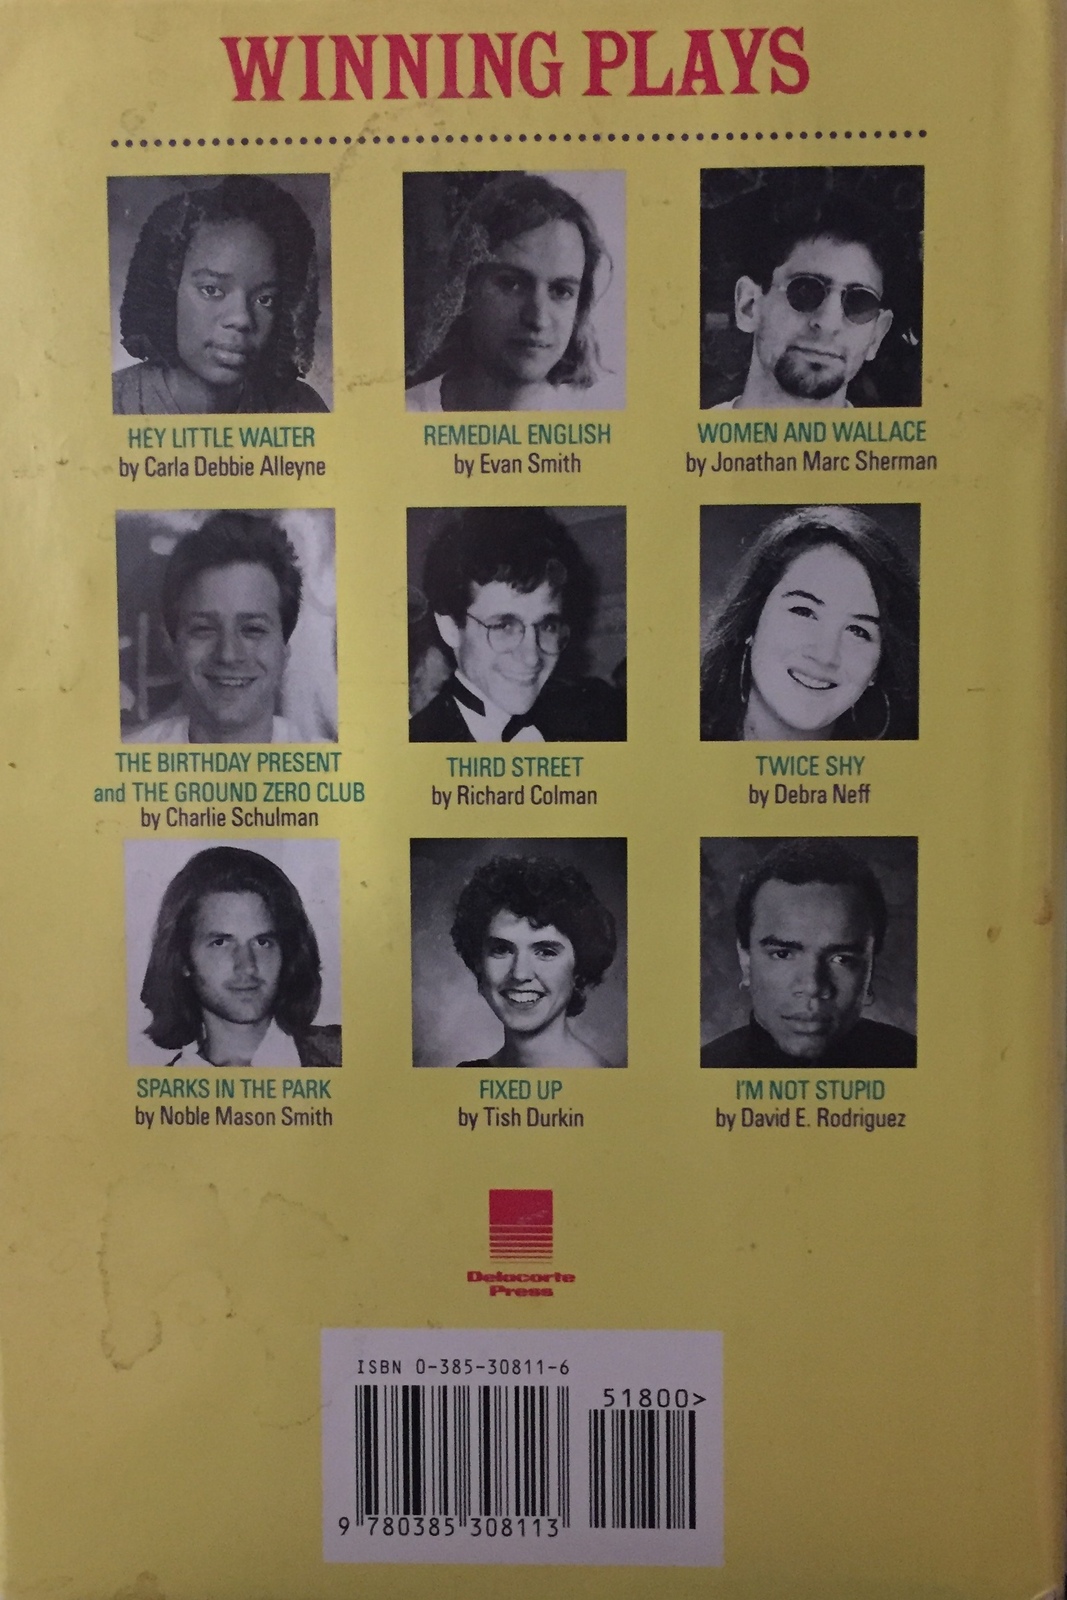 WINNING PLAYS
HEY LITTLE WALTER
by Carla Debbie Alleyne
REMEDIAL ENGLISH
by Evan Smith
WOMEN AND WALLACE
by Jonathan Marc Sherman
THE BIRTHDAY PRESENT
and THE GROUND ZERO CLUB
by Charlie Schulman
THIRD STREET
by Richard Colman
TWICE SHY
by Debra Neff
SPARKS IN THE PARK
by Noble Mason Smith
FIXED UP
by Tish Durkin
I'M NOT STUPID
by David E. Rodriguez
Delacorte
Press
ISBN 0-385-30811-6
51800>
9 780385 308113